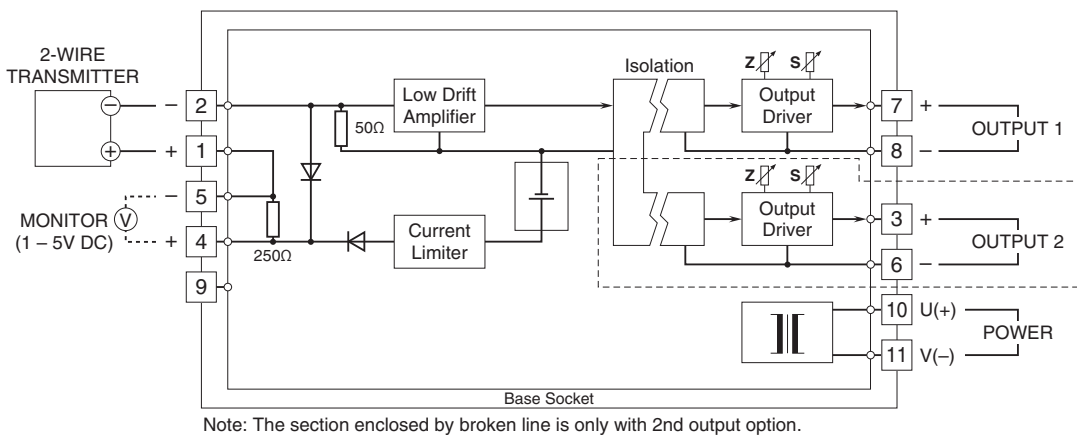 2-WIRE
TRANSMITTER
− − 2
+ + 1
− 5
MONITOR V
(1 – 5V DC)
+ 4
9
50Ω
250Ω
Low Drift
Amplifier
Current
Limiter
Isolation
Z S
Output
Driver
7 +
OUTPUT 1
8 −
Z S
Output
Driver
3 +
OUTPUT 2
6 −
10 U(+)
POWER
11 V(−)
Base Socket
Note: The section enclosed by broken line is only with 2nd output option.